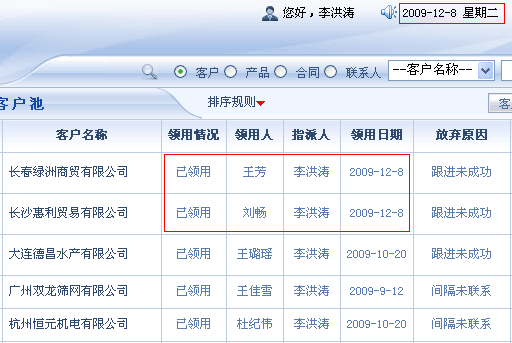 您好，李洪涛 2009-12-8 星期二
客户 产品 合同 联系人 --客户名称--
客户池 排序规则
客户名称 领用情况 领用人 指派人 领用日期 放弃原因
长春绿洲商贸有限公司 已领用 王芳 李洪涛 2009-12-8 跟进未成功
长沙惠利贸易有限公司 已领用 刘畅 李洪涛 2009-12-8 跟进未成功
大连德昌水产有限公司 已领用 王璐瑶 李洪涛 2009-10-20 跟进未成功
广州双龙筛网有限公司 已领用 王佳雪 李洪涛 2009-9-12 间隔未联系
杭州恒元机电有限公司 已领用 杜纪伟 李洪涛 2009-10-20 间隔未联系